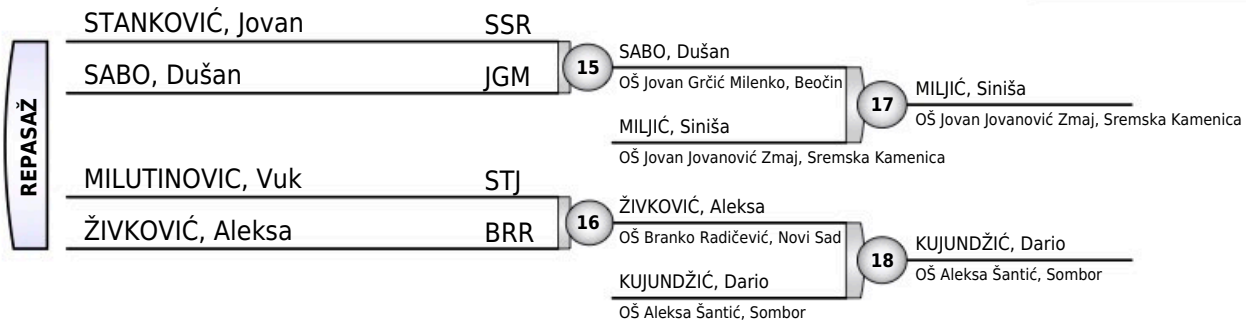 STANKOVIĆ, Jovan SSR
SABO, Dušan JGM
15
SABO, Dušan
OŠ Jovan Grčić Milenko, Beočin
MILJIĆ, Siniša
OŠ Jovan Jovanović Zmaj, Sremska Kamenica
17
MILJIĆ, Siniša
OŠ Jovan Jovanović Zmaj, Sremska Kamenica
REPASAŽ
MILUTINOVIC, Vuk STJ
ŽIVKOVIĆ, Aleksa BRR
16
ŽIVKOVIĆ, Aleksa
OŠ Branko Radičević, Novi Sad
KUJUNDŽIĆ, Dario
OŠ Aleksa Šantić, Sombor
18
KUJUNDŽIĆ, Dario
OŠ Aleksa Šantić, Sombor